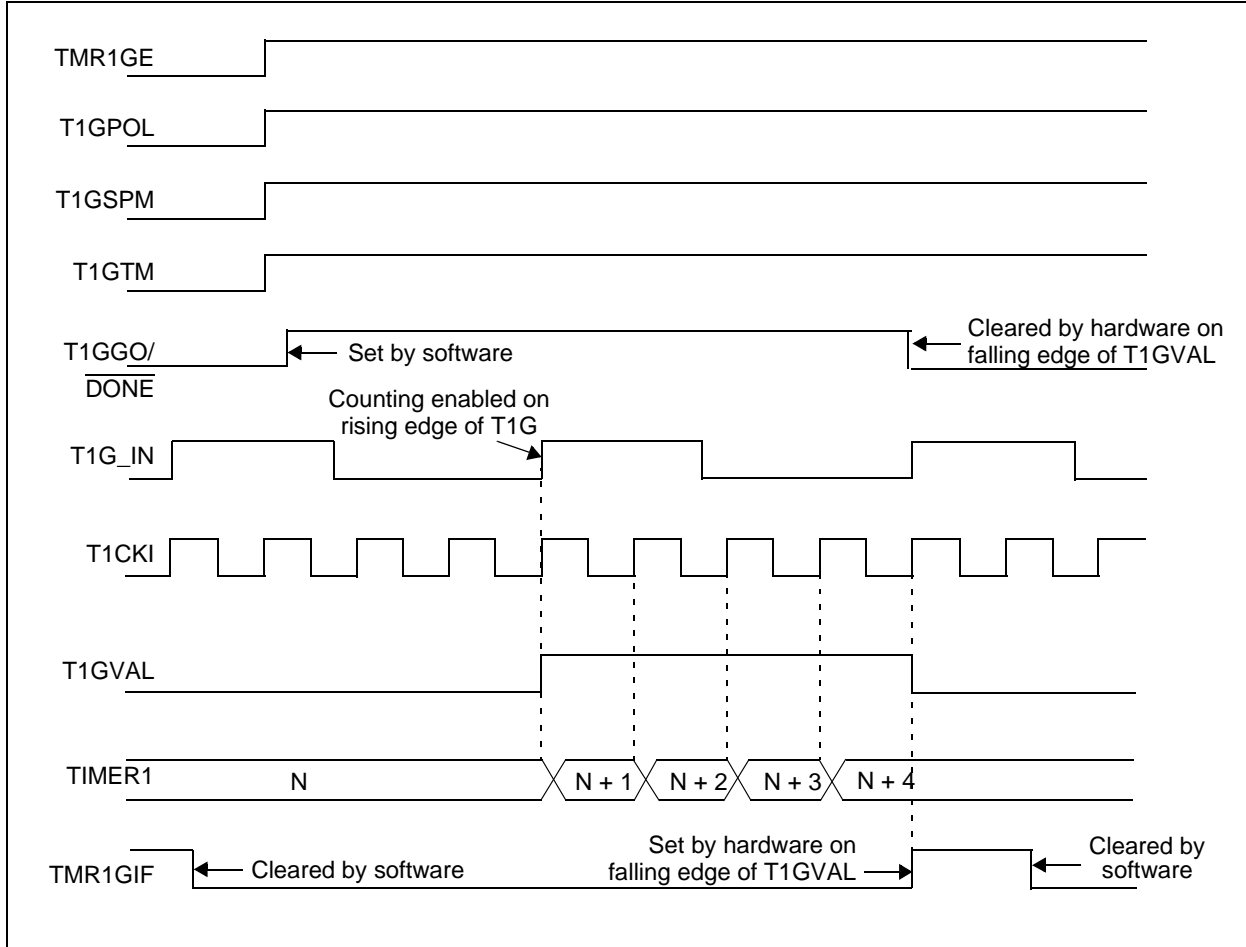 TMR1GE
T1GPOL
T1GSPM
T1GTM
T1GGO/
DONE
Set by software
Cleared by hardware on
falling edge of T1GVAL
Counting enabled on
rising edge of T1G
T1G_IN
T1CKI
T1GVAL
TIMER1
N
N + 1
N + 2
N + 3
N + 4
TMR1GIF
Cleared by software
Set by hardware on
falling edge of T1GVAL
Cleared by
software